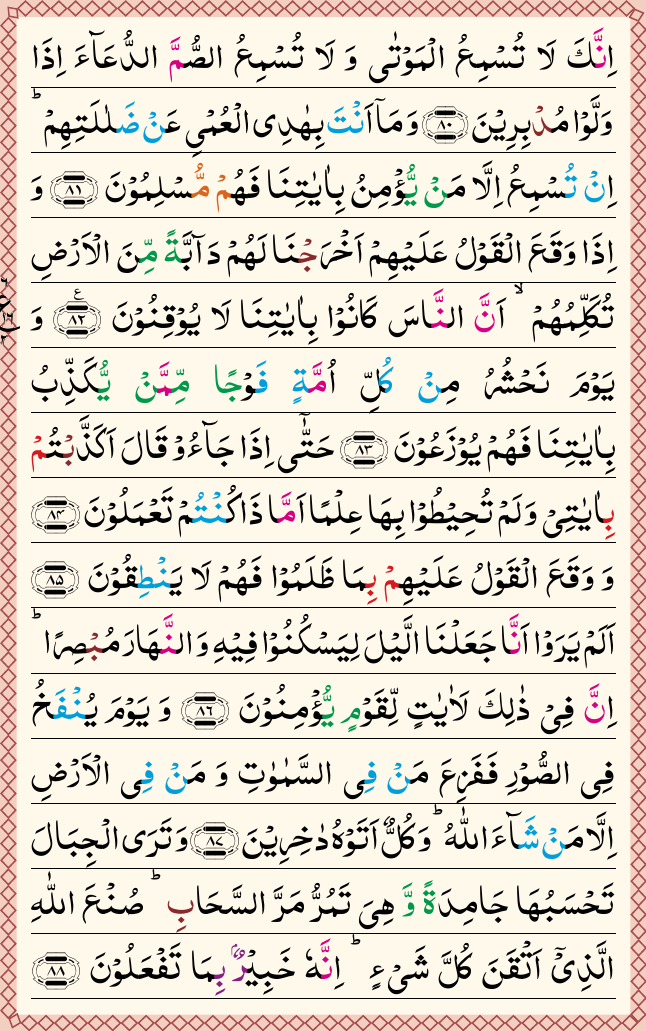 اِنَّكَ لَا تُسْمِعُ الْمَوْتٰى وَ لَا تُسْمِعُ الصُّمَّ الدُّعَآءَ اِذَا
وَلَّوْا مُدْبِرِيْنَ ﴿۸۰﴾ وَ مَاۤ اَنْتَ بِهٰدِى الْعُمْىِ عَنْ ضَلٰلَتِهِمْ ؕ
اِنْ تُسْمِعُ اِلَّا مَنْ يُّؤْمِنُ بِاٰيٰتِنَا فَهُمْ مُّسْلِمُوْنَ ﴿۸۱﴾ وَ
اِذَا وَقَعَ الْقَوْلُ عَلَيْهِمْ اَخْرَجْنَا لَهُمْ دَآبَّةً مِّنَ الْاَرْضِ
تُكَلِّمُهُمْ ۙ اَنَّ النَّاسَ كَانُوْا بِاٰيٰتِنَا لَا يُوْقِنُوْنَ ﴿۸۲﴾ ع وَ
يَوْمَ نَحْشُرُ مِنْ كُلِّ اُمَّةٍ فَوْجًا مِّمَّنْ يُّكَذِّبُ
بِاٰيٰتِنَا فَهُمْ يُوْزَعُوْنَ ﴿۸۳﴾ حَتّٰۤى اِذَا جَآءُوْ قَالَ اَكَذَّبْتُمْ
بِاٰيٰتِىْ وَلَمْ تُحِيْطُوْا بِهَا عِلْمًا اَمَّا ذَا كُنْتُمْ تَعْمَلُوْنَ ﴿۸۴﴾
وَ وَقَعَ الْقَوْلُ عَلَيْهِمْ بِمَا ظَلَمُوْا فَهُمْ لَا يَنْطِقُوْنَ ﴿۸۵﴾
اَلَمْ يَرَوْا اَنَّا جَعَلْنَا الَّيْلَ لِيَسْكُنُوْا فِيْهِ وَ النَّهَارَ مُبْصِرًا ؕ
اِنَّ فِىْ ذٰلِكَ لَاٰيٰتٍ لِّقَوْمٍ يُّؤْمِنُوْنَ ﴿۸۶﴾ وَ يَوْمَ يُنْفَخُ
فِى الصُّوْرِ فَفَزِعَ مَنْ فِى السَّمٰوٰتِ وَ مَنْ فِى الْاَرْضِ
اِلَّا مَنْ شَآءَ اللّٰهُ ؕ وَ كُلٌّ اَتَوْهُ دٰخِرِيْنَ ﴿۸۷﴾ وَ تَرَى الْجِبَالَ
تَحْسَبُهَا جَامِدَةً وَّ هِىَ تَمُرُّ مَرَّ السَّحَابِ ؕ صُنْعَ اللّٰهِ
الَّذِىْۤ اَتْقَنَ كُلَّ شَىْءٍ ؕ اِنَّهٗ خَبِيْرٌۢ بِمَا تَفْعَلُوْنَ ﴿۸۸﴾